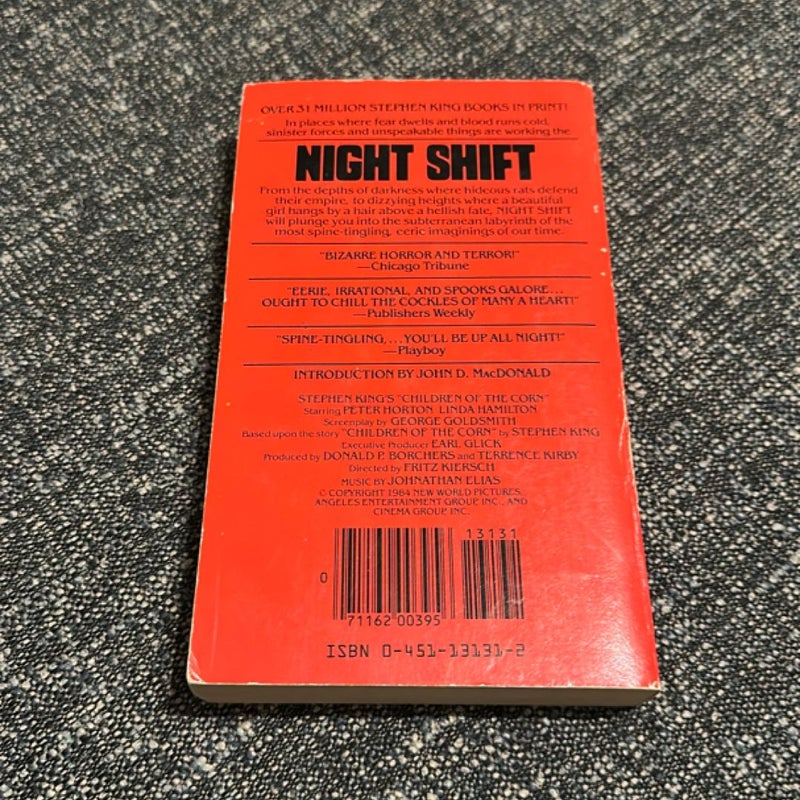 OVER 31 MILLION STEPHEN KING BOOKS IN PRINT!
In places where fear dwells and blood runs cold,
sinister forces and unspeakable things are working the
NIGHT SHIFT
From the depths of darkness where hideous rats defend
their empire, to dizzying heights where a beautiful
girl hangs by a hair above a hellish fate, NIGHT SHIFT
will plunge you into the subterranean labyrinth of the
most spine-tingling, eerie imaginings of our time.
"BIZARRE HORROR AND TERROR!"
—Chicago Tribune
"EERIE, IRRATIONAL, AND SPOOKS GALORE...
OUGHT TO CHILL THE COCKLES OF MANY A HEART!"
—Publishers Weekly
"SPINE-TINGLING,...YOU'LL BE UP ALL NIGHT!"
—Playboy
INTRODUCTION BY JOHN D. MACDONALD
STEPHEN KING'S "CHILDREN OF THE CORN"
Starring PETER HORTON LINDA HAMILTON
Screenplay by GEORGE GOLDSMITH
Based upon the story "CHILDREN OF THE CORN" by STEPHEN KING
Executive Producer EARL GLICK
Produced by DONALD P. BORCHERS and TERRENCE KIRBY
Directed by FRITZ KIERSCH
MUSIC BY JOHNATHAN ELIAS
© COPYRIGHT 1984 NEW WORLD PICTURES,
ANGELES ENTERTAINMENT GROUP, INC., AND
CINEMA GROUP, INC.
13131
0
71162 00395
ISBN 0-451-13131-2